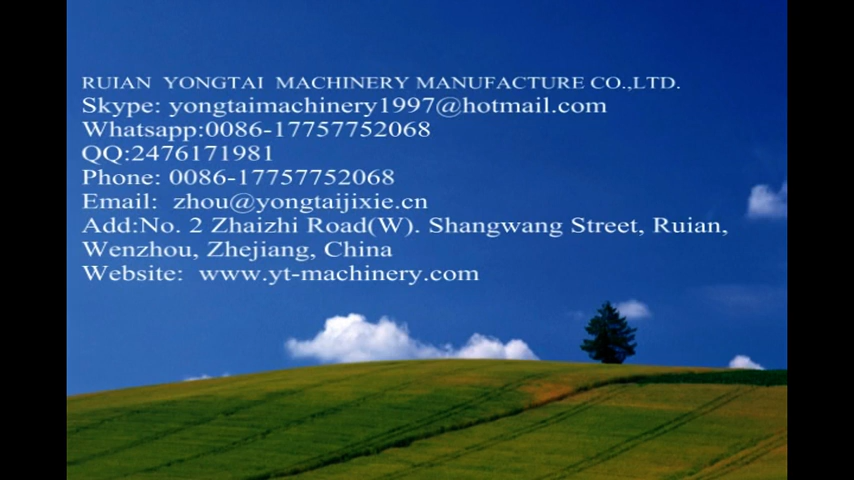 RUIAN YONGTAI MACHINERY MANUFACTURE CO.,LTD.
Skype: yongtaimachinery1997@hotmail.com
Whatsapp:0086-17757752068
QQ:2476171981
Phone: 0086-17757752068
Email: zhou@yongtaijixie.cn
Add:No. 2 Zhaizhi Road(W). Shangwang Street, Ruian,
Wenzhou, Zhejiang, China
Website: www.yt-machinery.com